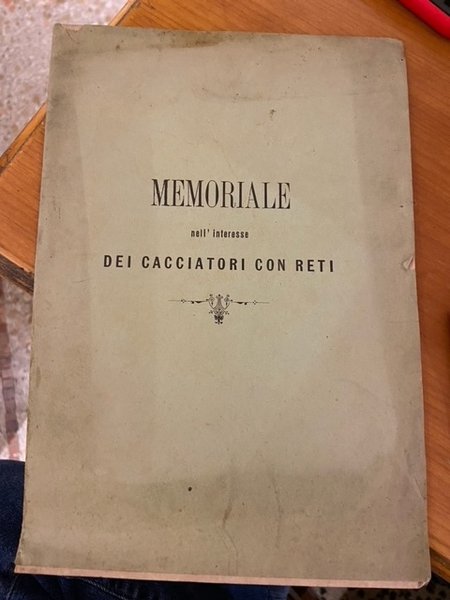 MEMORIALE
nell' interesse
DEI CACCIATORI CON RETI